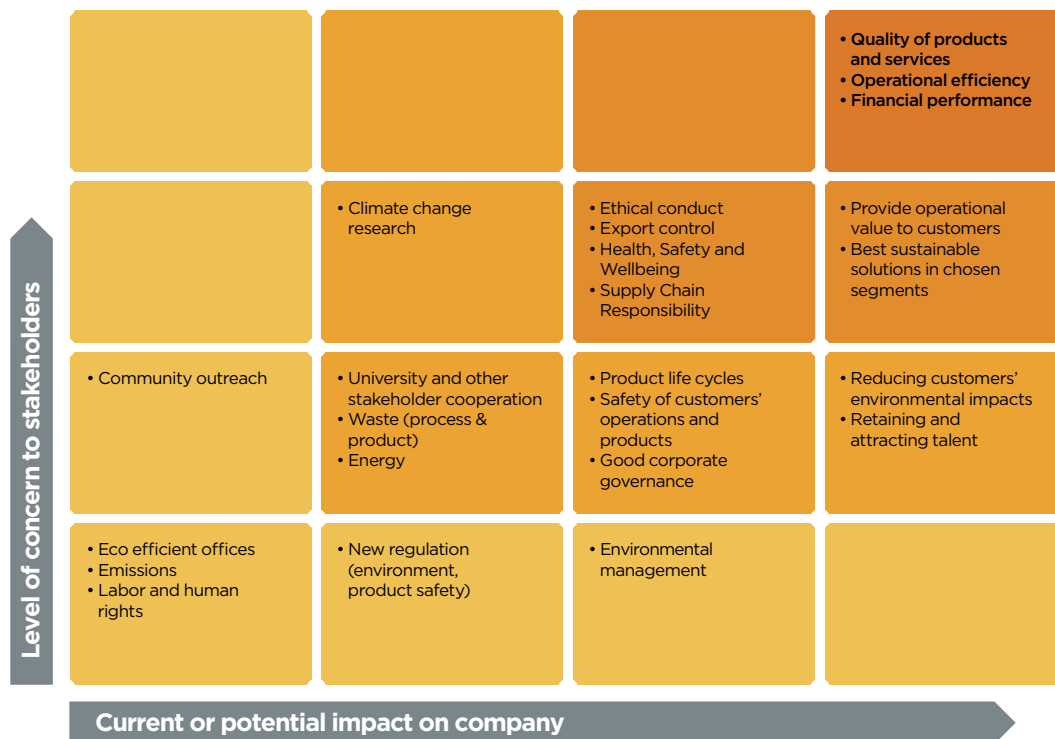 • Quality of products
and services
• Operational efficiency
• Financial performance
• Climate change
research
• Ethical conduct
• Export control
• Health, Safety and
Wellbeing
• Supply Chain
Responsibility
• Provide operational
value to customers
• Best sustainable
solutions in chosen
segments
• Community outreach
• University and other
stakeholder cooperation
• Waste (process &
product)
• Energy
• Product life cycles
• Safety of customers’
operations and
products
• Good corporate
governance
• Reducing customers’
environmental impacts
• Retaining and
attracting talent
• Eco efficient offices
• Emissions
• Labor and human
rights
• New regulation
(environment,
product safety)
• Environmental
management
Level of concern to stakeholders
Current or potential impact on company